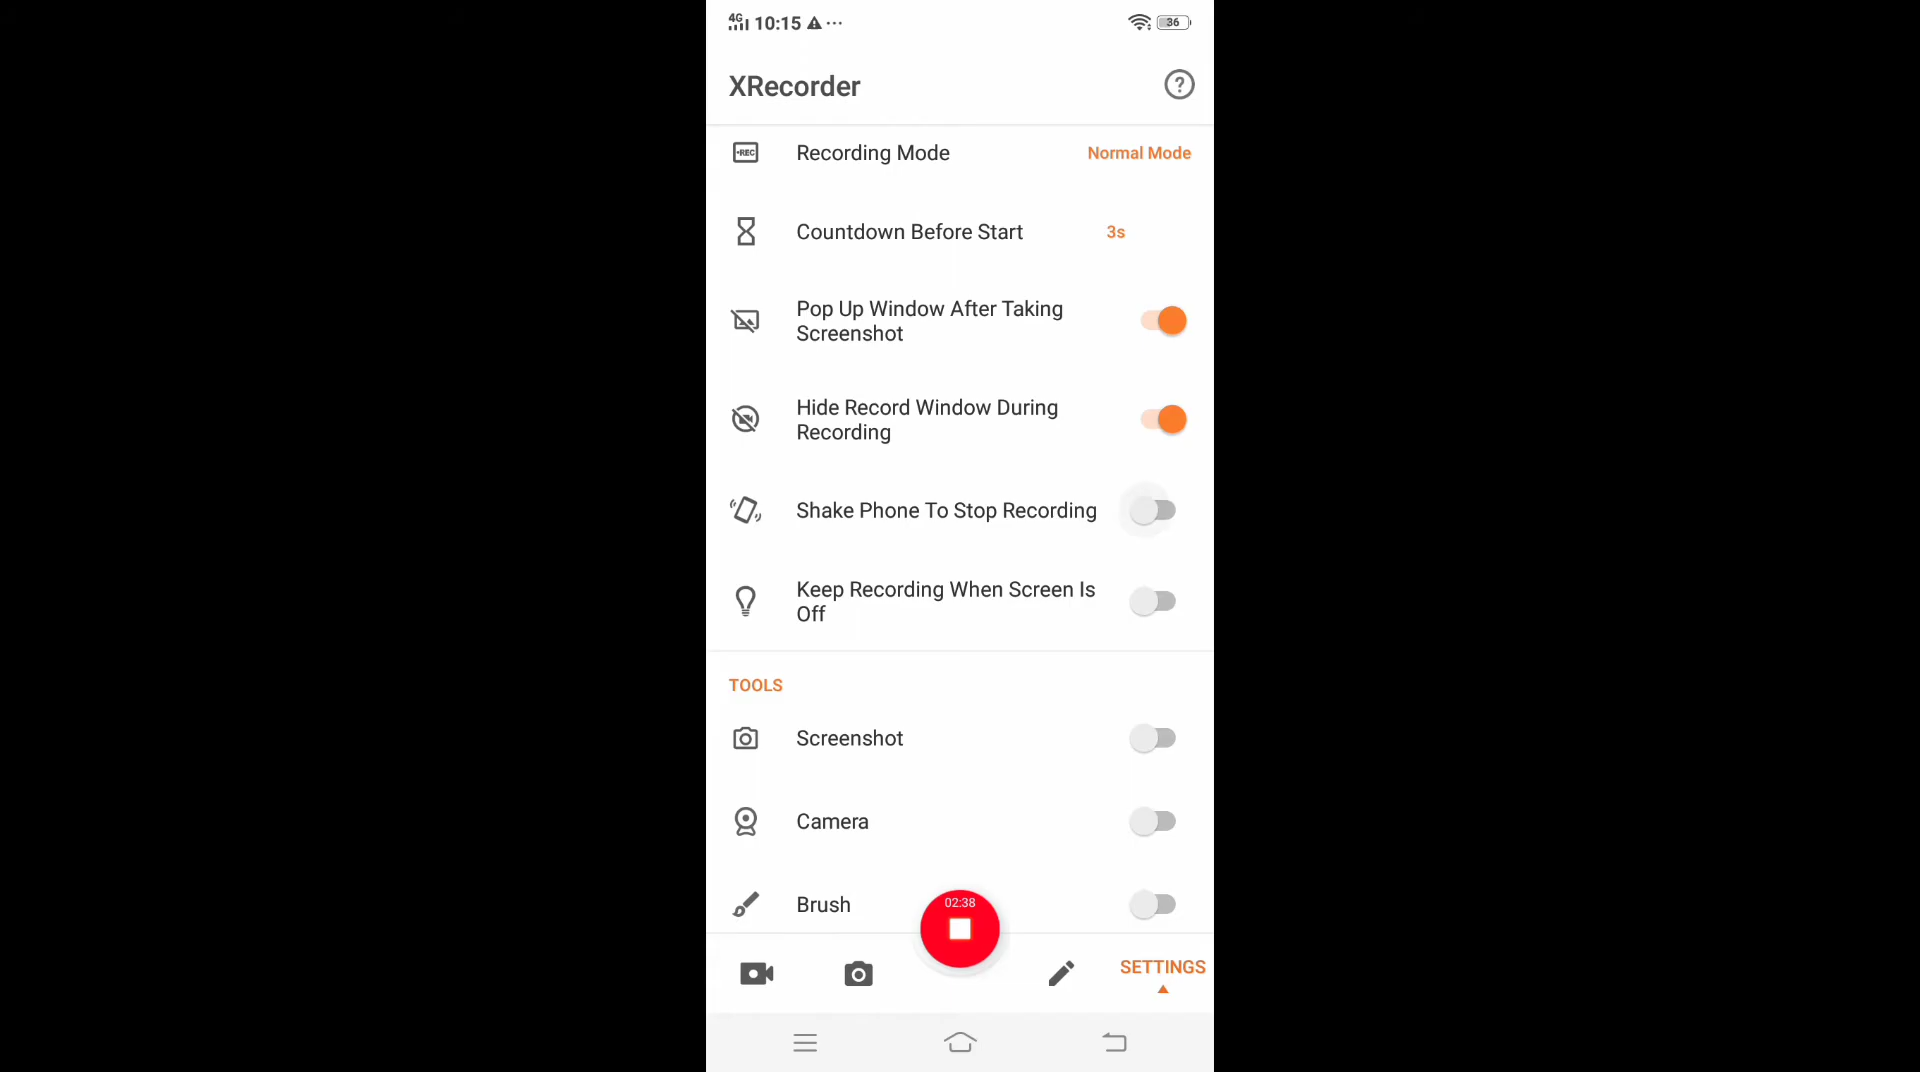 4G 10:15 36
XRecorder
REC Recording Mode Normal Mode
Countdown Before Start 3s
Pop Up Window After Taking
Screenshot
Hide Record Window During
Recording
Shake Phone To Stop Recording
Keep Recording When Screen Is
Off
TOOLS
Screenshot
Camera
Brush
02:38
SETTINGS